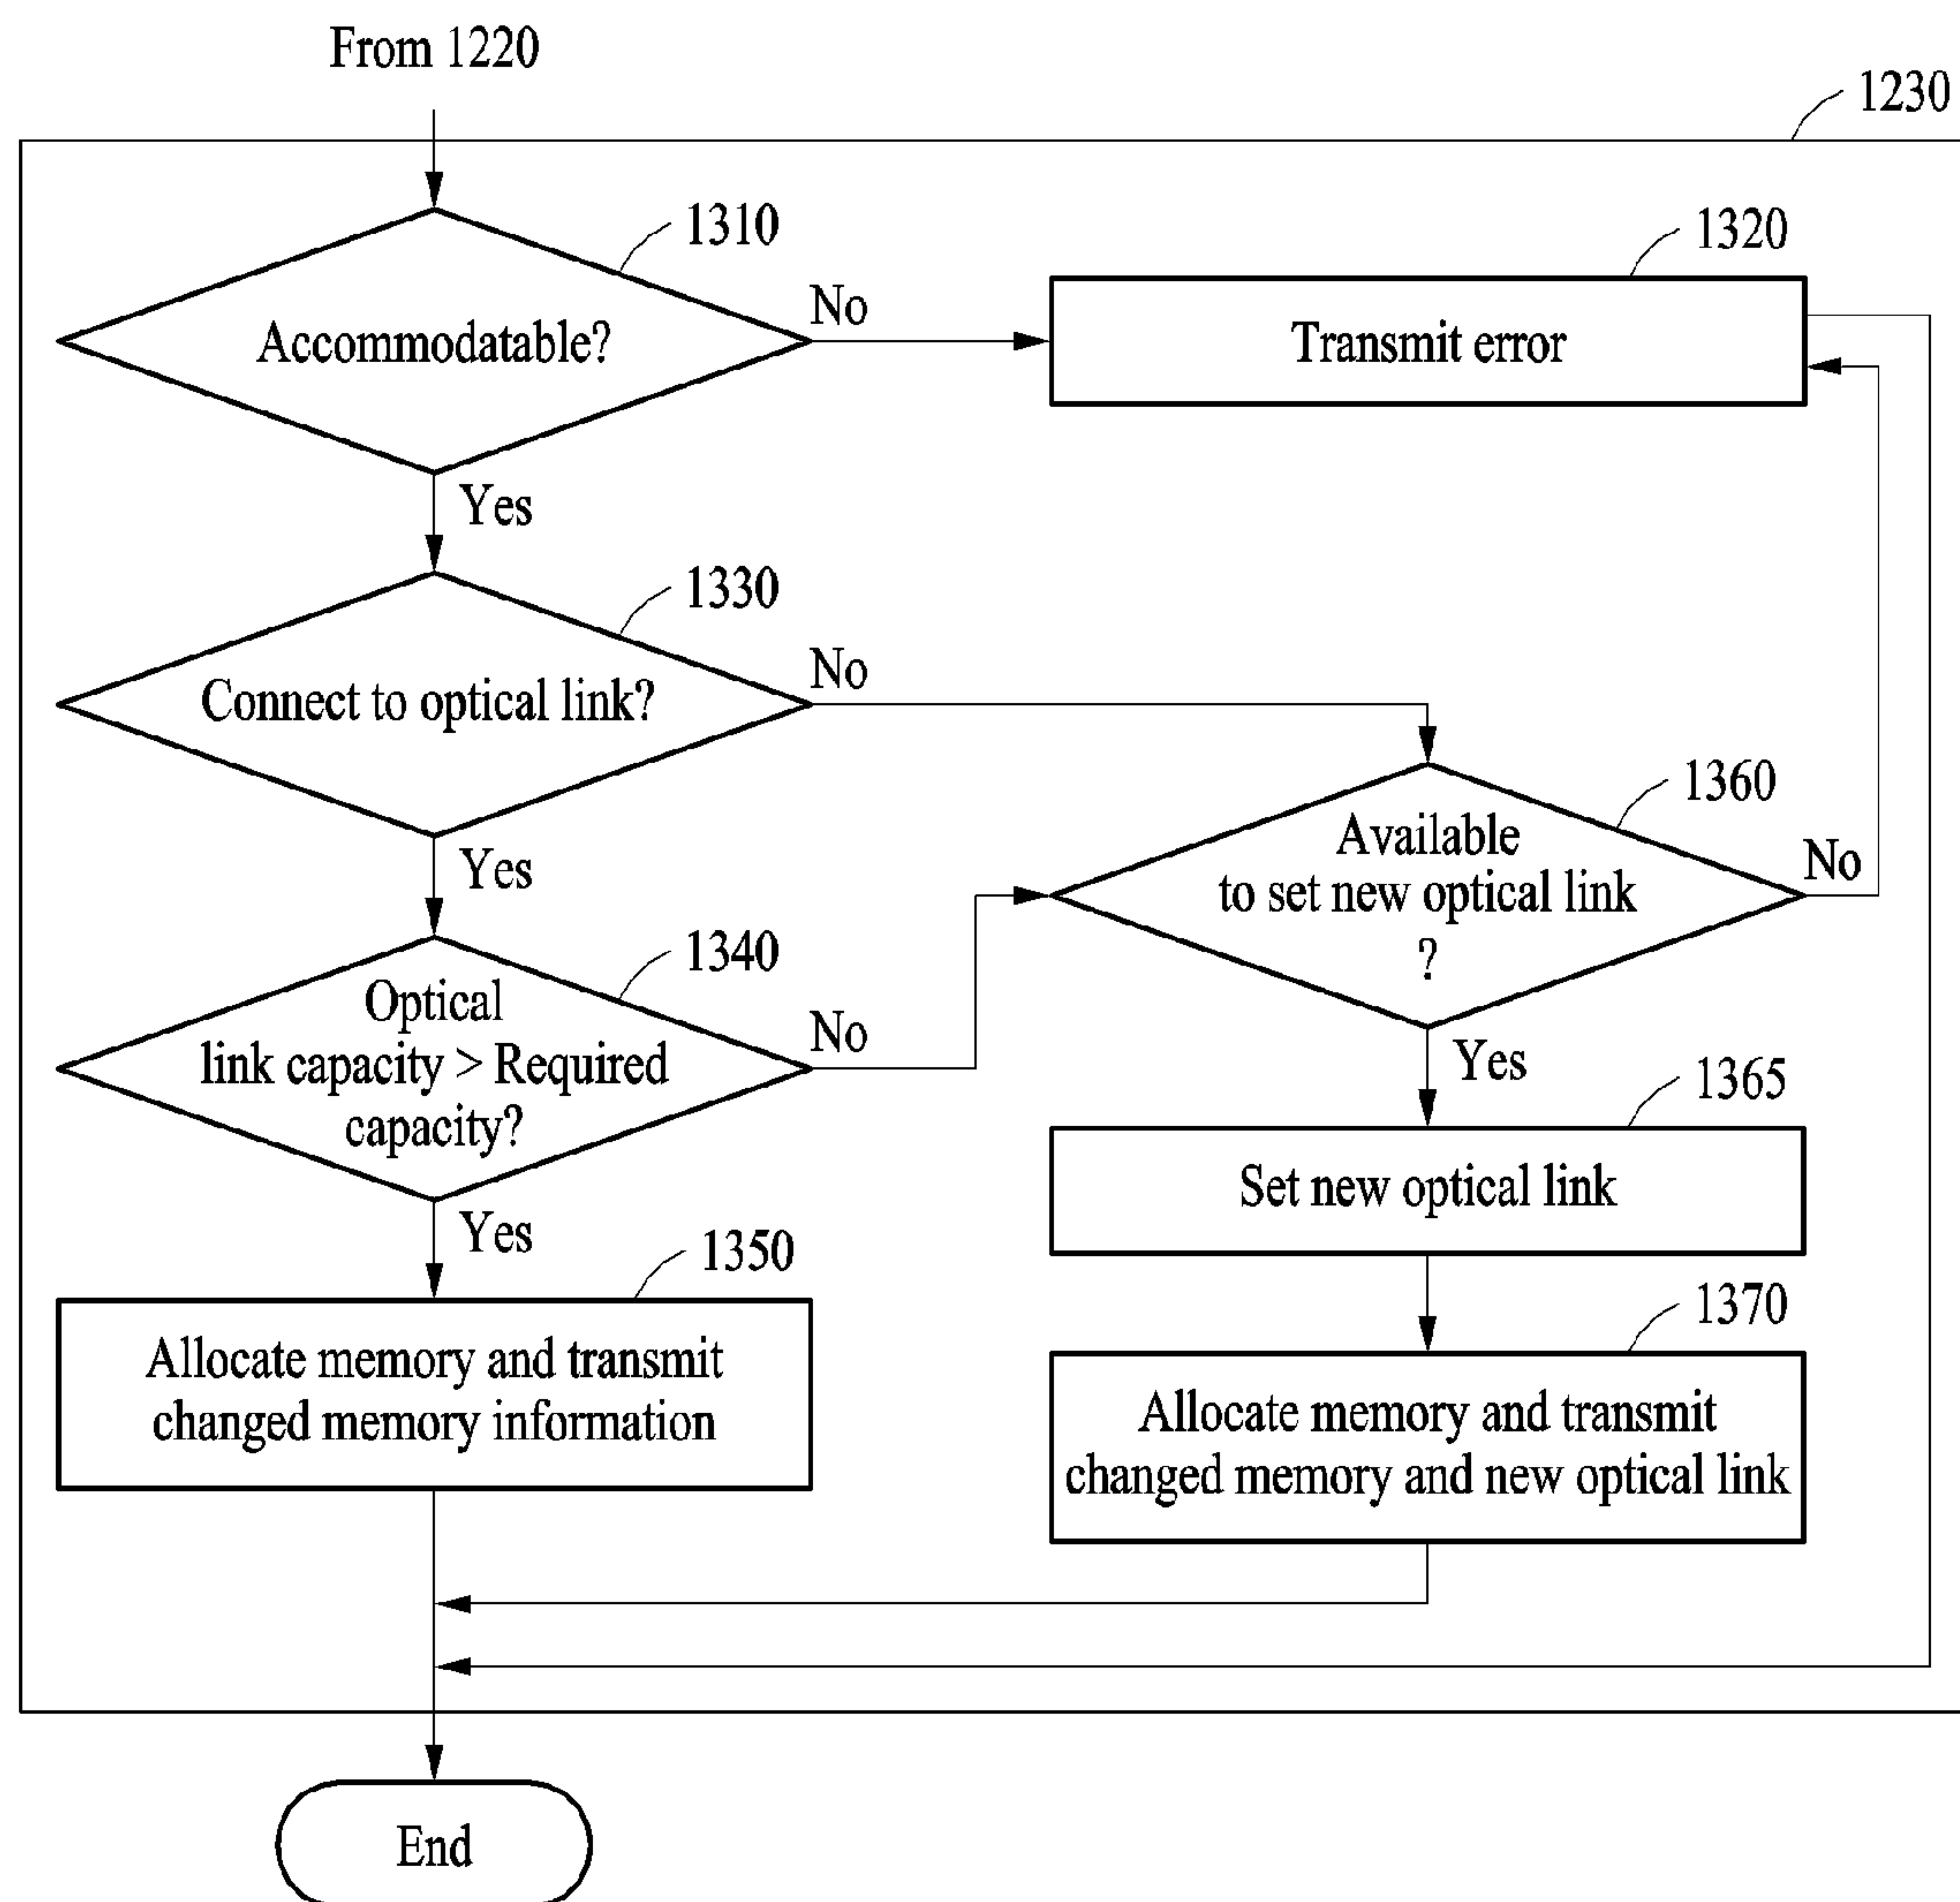 From 1220
1230
1310
Accommodatable?
No
1320
Transmit error
Yes
1330
Connect to optical link?
No
1360
Available
to set new optical link
?
No
Yes
1340
Optical
link capacity > Required
capacity?
No
Yes
1365
Set new optical link
Yes
1350
Allocate memory and transmit
changed memory information
1370
Allocate memory and transmit
changed memory and new optical link
End